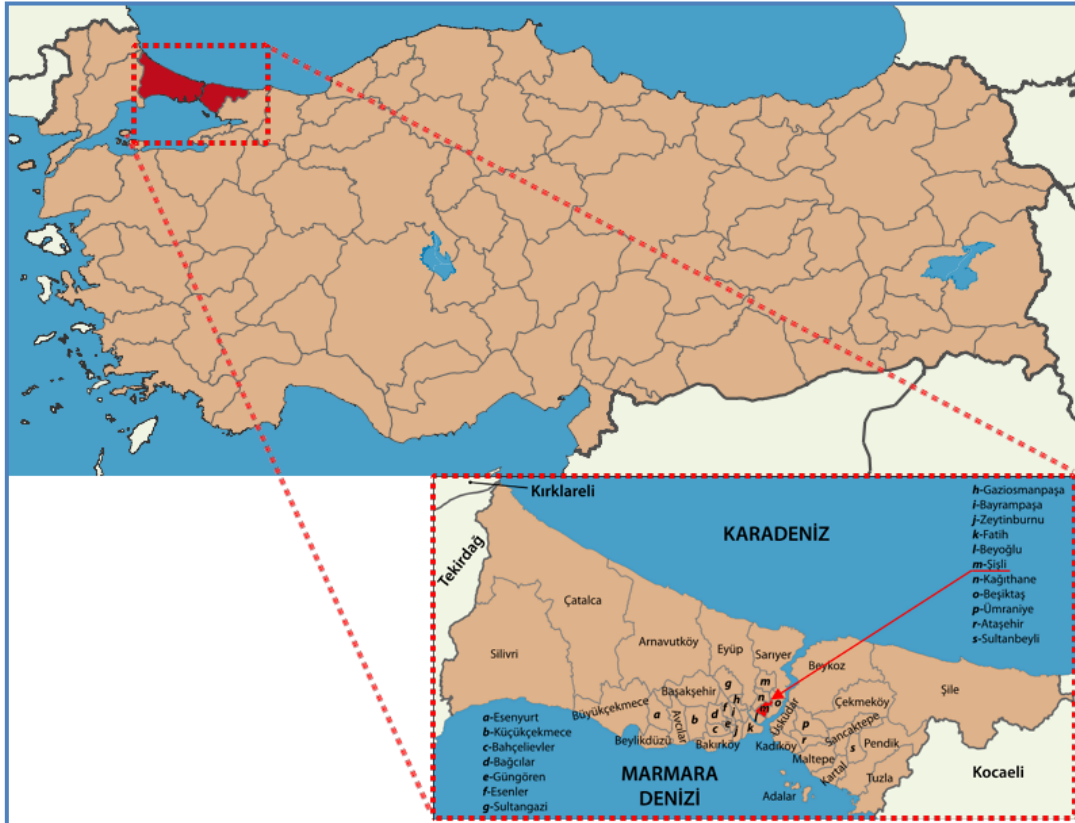 Kırklareli
Tekirdağ
KARADENİZ
h-Gaziosmanpaşa
i-Bayrampaşa
j-Zeytinburnu
k-Fatih
l-Beyoğlu
m-Şişli
n-Kağıthane
o-Beşiktaş
p-Ümraniye
r-Ataşehir
s-Sultanbeyli
Çatalca
Silivri
Arnavutköy
Eyüp
Sarıyer
Beykoz
Şile
Büyükçekmece
Başakşehir
g
m
h
n
o
Çekmeköy
a
Avcılar
b
d
f
i
l
m
Üsküdar
p
Sancaktepe
c
e
j
k
r
s
Beylikdüzü
Bakırköy
Kadıköy
Maltepe
Pendik
Kartal
Tuzla
Kocaeli
Adalar
MARMARA
DENİZİ
a-Esenyurt
b-Küçükçekmece
c-Bahçelievler
d-Bağcılar
e-Güngören
f-Esenler
g-Sultangazi